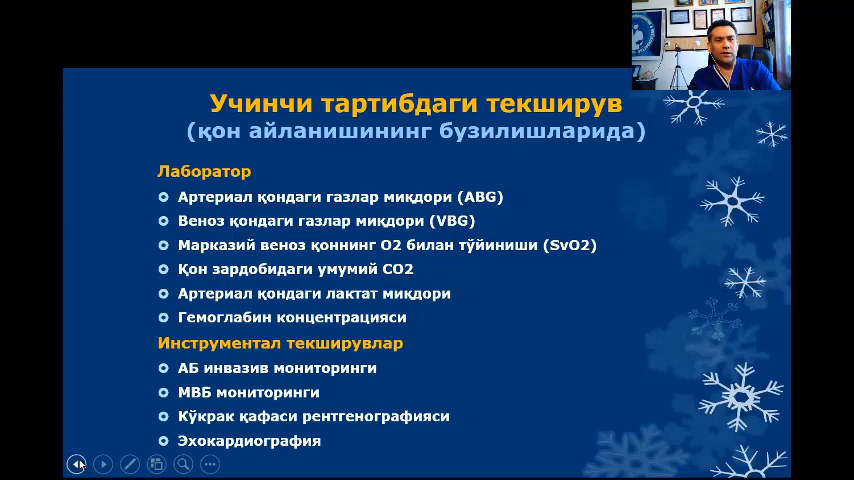 Учинчи тартибдаги текширув
(қон айланишининг бузилишларида)
Лаборатор
Артериал қондаги газлар миқдори (ABG)
Веноз қондаги газлар миқдори (VBG)
Марказий веноз қоннинг О2 билан тўйиниши (SvO2)
Қон зардобидаги умумий СО2
Артериал қондаги лактат миқдори
Гемоглабин концентрацияси
Инструментал текширувлар
АБ инвазив мониторинги
МВБ мониторинги
Кўкрак қафаси рентгенографияси
Эхокардиография